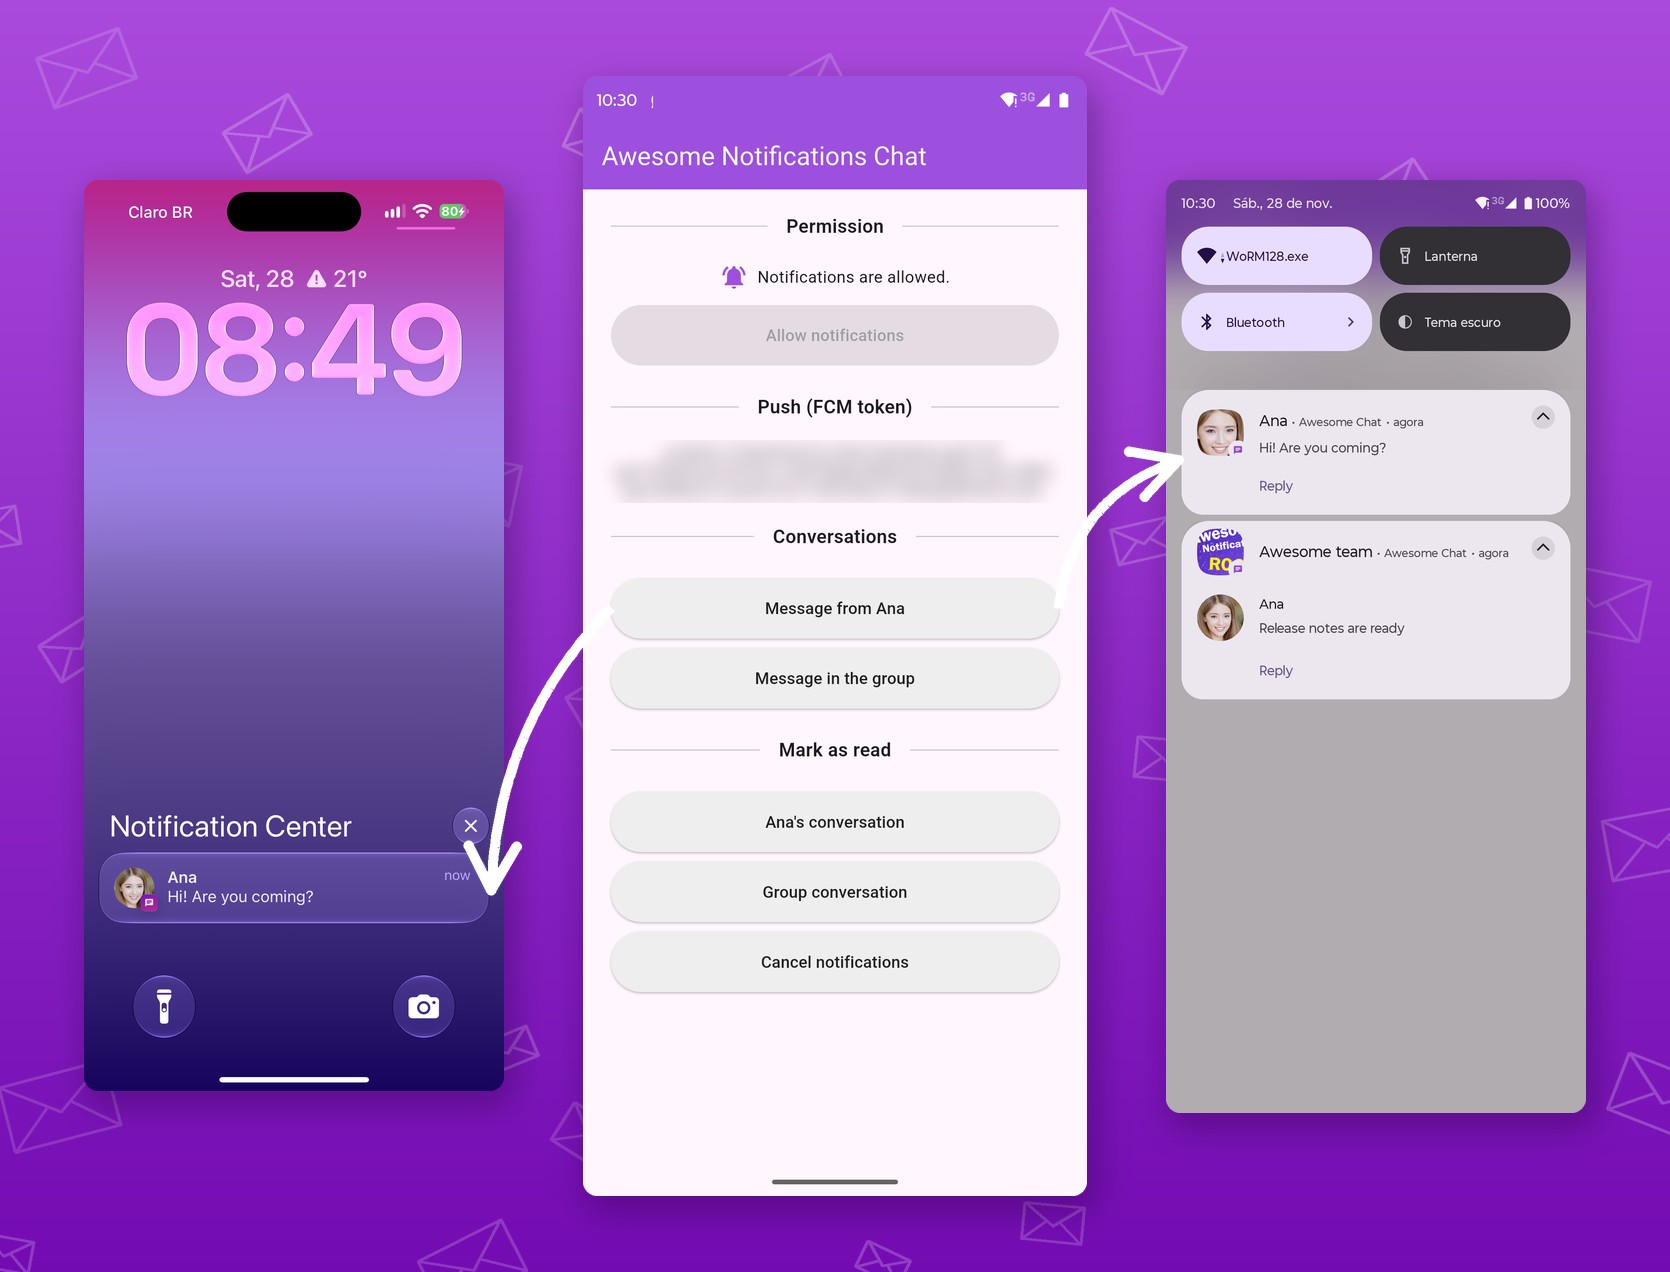 Claro BR
80
Sat, 28 21°
08:49
Notification Center
Ana
now
Hi! Are you coming?
10:30
3G
Awesome Notifications Chat
Permission
Notifications are allowed.
Allow notifications
Push (FCM token)
Conversations
Message from Ana
Message in the group
Mark as read
Ana's conversation
Group conversation
Cancel notifications
10:30 Sáb., 28 de nov. 3G 100%
WoRM128.exe
Lanterna
Bluetooth
Tema escuro
Ana • Awesome Chat • agora
Hi! Are you coming?
Reply
Awesome team • Awesome Chat • agora
Ana
Release notes are ready
Reply